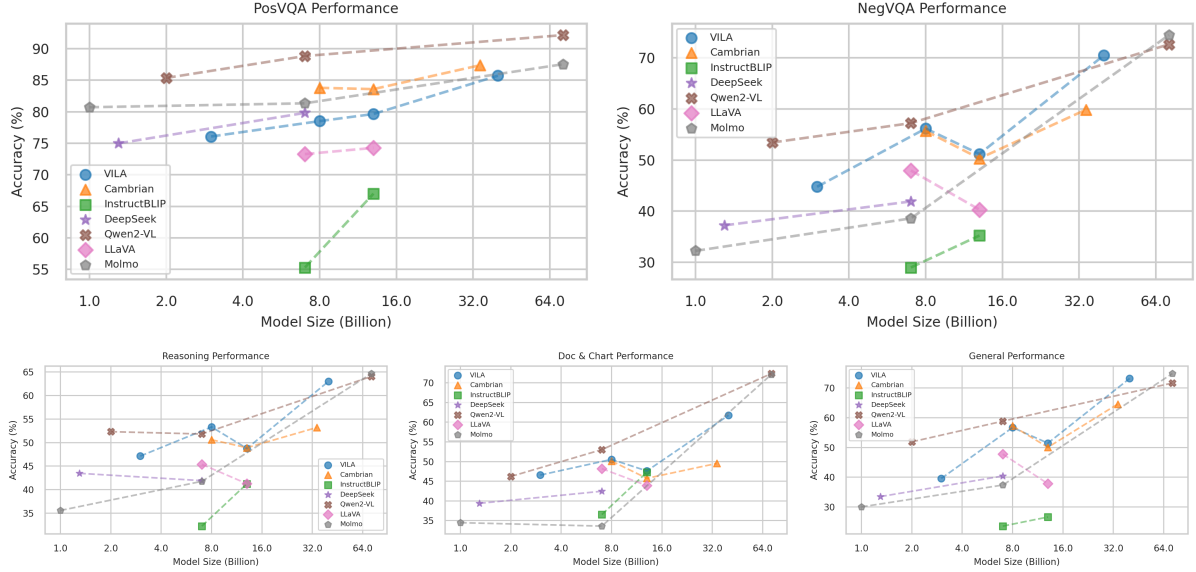 PosVQA Performance
Accuracy (%)
90
85
80
75
70
65
60
55
VILA
Cambrian
InstructBLIP
DeepSeek
Qwen2-VL
LLaVA
Molmo
1.0 2.0 4.0 8.0 16.0 32.0 64.0
Model Size (Billion)
NegVQA Performance
Accuracy (%)
70
60
50
40
30
VILA
Cambrian
InstructBLIP
DeepSeek
Qwen2-VL
LLaVA
Molmo
1.0 2.0 4.0 8.0 16.0 32.0 64.0
Model Size (Billion)
Reasoning Performance
Accuracy (%)
65
60
55
50
45
40
35
VILA
Cambrian
InstructBLIP
DeepSeek
Qwen2-VL
LLaVA
Molmo
1.0 2.0 4.0 8.0 16.0 32.0 64.0
Model Size (Billion)
Doc & Chart Performance
Accuracy (%)
70
65
60
55
50
45
40
35
VILA
Cambrian
InstructBLIP
DeepSeek
Qwen2-VL
LLaVA
Molmo
1.0 2.0 4.0 8.0 16.0 32.0 64.0
Model Size (Billion)
General Performance
Accuracy (%)
70
60
50
40
30
VILA
Cambrian
InstructBLIP
DeepSeek
Qwen2-VL
LLaVA
Molmo
1.0 2.0 4.0 8.0 16.0 32.0 64.0
Model Size (Billion)